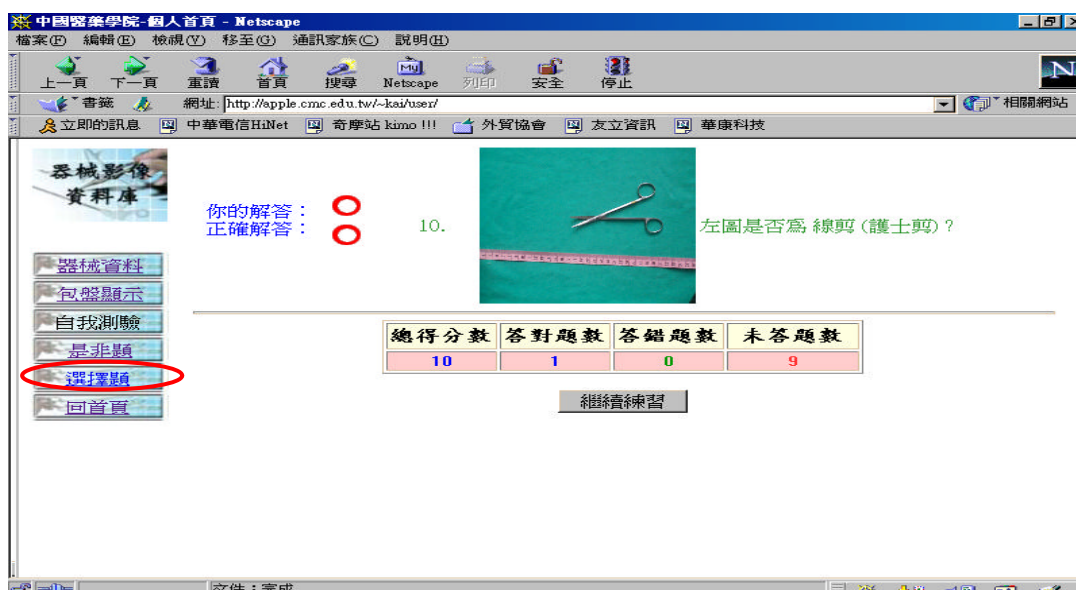 中國醫藥學院-個人首頁 - Netscape
檔案(F) 編輯(E) 檢視(V) 移至(G) 通訊家族(C) 說明(H)
上一頁 下一頁 重讀 首頁 搜尋 Netscape 列印 安全 停止
My
N
書籤 網址: http://apple.cmc.edu.tw/~kai/user/ 相關網站
立即的訊息 中華電信HiNet 奇摩站 kimo !!! 外貿協會 友立資訊 華康科技
器械影像
資料庫
你的解答：
正確解答：
10.
左圖是否為 線剪 (護士剪) ?
器械資料
包盤顯示
自我測驗
是非題
選擇題
回首頁
總得分數 答對題數 答錯題數 未答題數
10 1 0 9
繼續練習
文件：完成